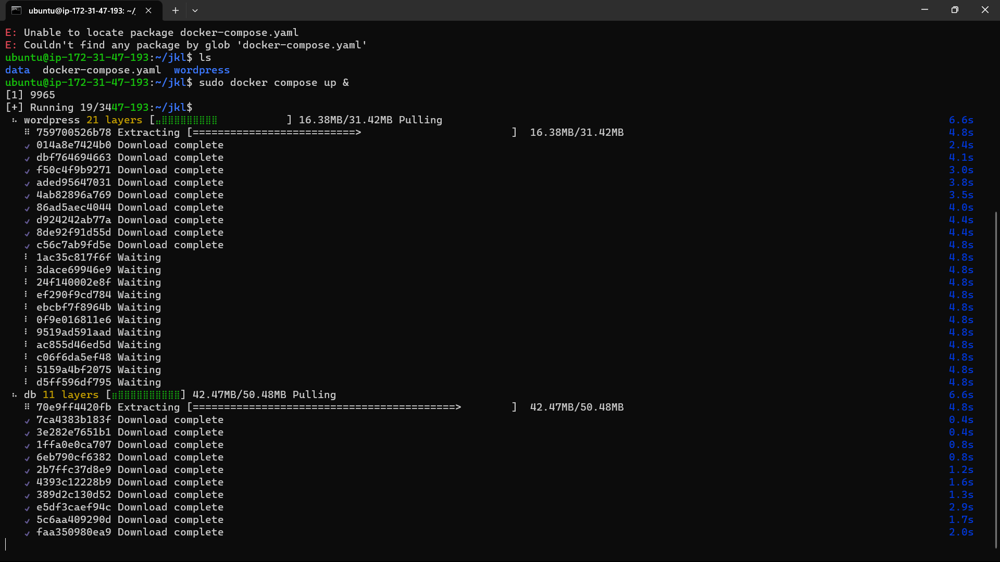 ubuntu@ip-172-31-47-193: ~/j
E: Unable to locate package docker-compose.yaml
E: Couldn't find any package by glob 'docker-compose.yaml'
ubuntu@ip-172-31-47-193:~/jkl$ ls
data  docker-compose.yaml  wordpress
ubuntu@ip-172-31-47-193:~/jkl$ sudo docker compose up &
[1] 9965
[+] Running 19/3447-193:~/jkl$
wordpress 21 layers [⣀⣿⣿⣿⣿⣿⣿⣿⣿⣿           ] 16.38MB/31.42MB Pulling 6.6s
⠿ 759700526b78 Extracting [==========================>                        ]  16.38MB/31.42MB 4.8s
✓ 014a8e7424b0 Download complete 2.4s
✓ dbf764694663 Download complete 4.1s
✓ f50c4f9b9271 Download complete 3.0s
✓ aded95647031 Download complete 3.8s
✓ 4ab82896a769 Download complete 3.5s
✓ 86ad5aec4044 Download complete 4.0s
✓ d924242ab77a Download complete 4.4s
✓ 8de92f91d55d Download complete 4.4s
✓ c56c7ab9fd5e Download complete 4.8s
⠇ 1ac35c817f6f Waiting 4.8s
⠇ 3dace69946e9 Waiting 4.8s
⠇ 24f140002e8f Waiting 4.8s
⠇ ef290f9cd784 Waiting 4.8s
⠇ ebcbf7f8964b Waiting 4.8s
⠇ 0f9e016811e6 Waiting 4.8s
⠇ 9519ad591aad Waiting 4.8s
⠇ ac855d46ed5d Waiting 4.8s
⠇ c06f6da5ef48 Waiting 4.8s
⠇ 5159a4bf2075 Waiting 4.8s
⠇ d5ff596df795 Waiting 4.8s
db 11 layers [⣶⣿⣿⣿⣿⣿⣿⣿⣿⣿⣿] 42.47MB/50.48MB Pulling 6.6s
⠿ 70e9ff4420fb Extracting [==========================================>        ]  42.47MB/50.48MB 4.8s
✓ 7ca4383b183f Download complete 0.4s
✓ 3e282e7651b1 Download complete 0.4s
✓ 1ffa0e0ca707 Download complete 0.8s
✓ 6eb790cf6382 Download complete 0.8s
✓ 2b7ffc37d8e9 Download complete 1.2s
✓ 4393c12228b9 Download complete 1.6s
✓ 389d2c130d52 Download complete 1.3s
✓ e5df3caef94c Download complete 2.9s
✓ 5c6aa409290d Download complete 1.7s
✓ faa350980ea9 Download complete 2.0s